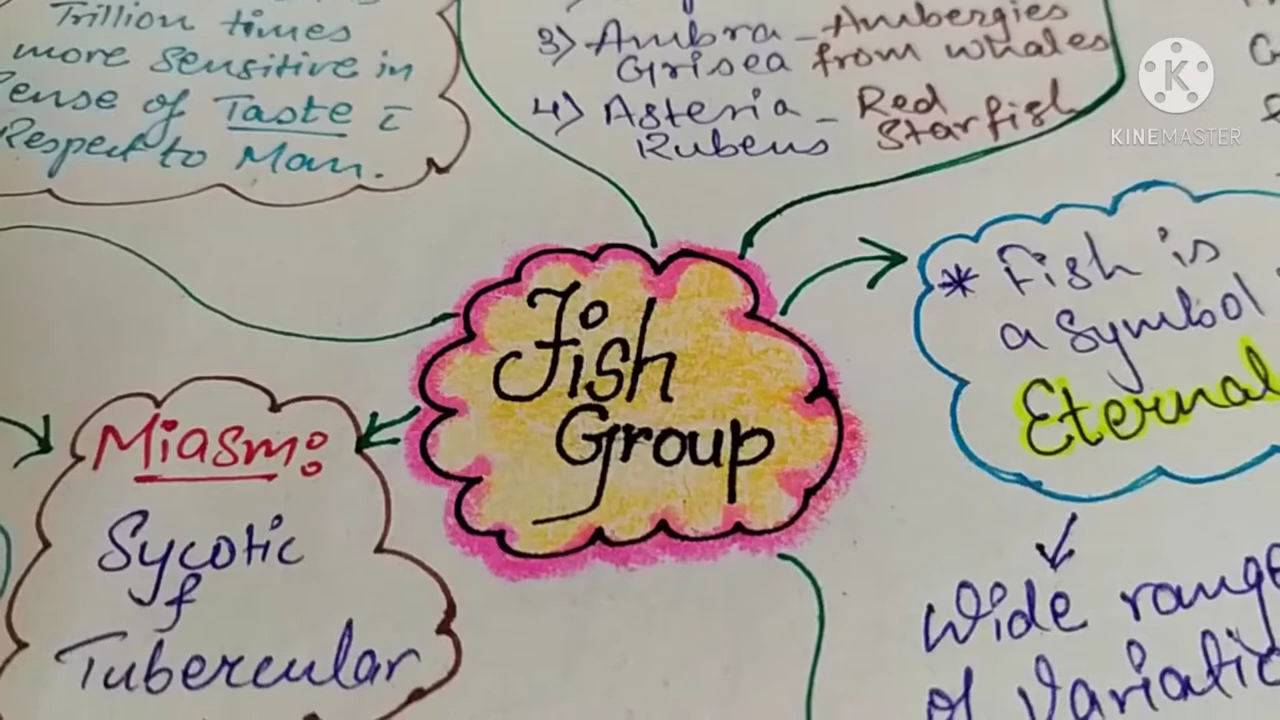 Trillion times
more sensitive in
Sense of Taste c̄
Respect to Man.
3) Ambra - Ambergies
Grisea from whales
4) Asteria - Red
Rubens Starfish
KINEMASTER
* Fish is
a symbol
Eternal
Fish
Group
Miasm:
Sycotic
&
Tubercular
Wide range
of Variatio